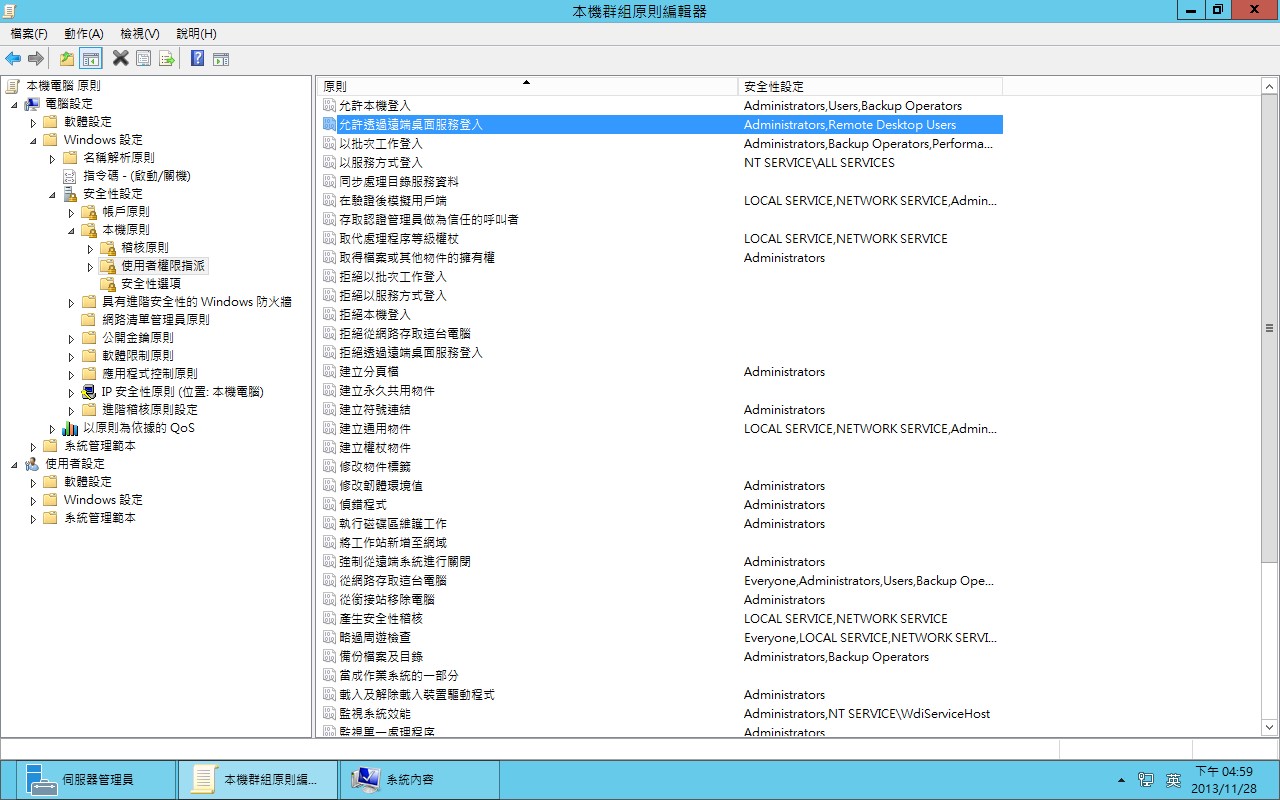 本機群組原則編輯器
檔案(F) 動作(A) 檢視(V) 說明(H)
本機電腦 原則
電腦設定
軟體設定
Windows 設定
名稱解析原則
指令碼 - (啟動/關機)
安全性設定
帳戶原則
本機原則
稽核原則
使用者權限指派
安全性選項
具有進階安全性的 Windows 防火牆
網路清單管理員原則
公開金鑰原則
軟體限制原則
應用程式控制原則
IP 安全性原則 (位置: 本機電腦)
進階稽核原則設定
以原則為依據的 QoS
系統管理範本
使用者設定
軟體設定
Windows 設定
系統管理範本
原則 安全性設定
允許本機登入 Administrators,Users,Backup Operators
允許透過遠端桌面服務登入 Administrators,Remote Desktop Users
以批次工作登入 Administrators,Backup Operators,Performa...
以服務方式登入 NT SERVICE\ALL SERVICES
同步處理目錄服務資料
在驗證後模擬用戶端 LOCAL SERVICE,NETWORK SERVICE,Admin...
存取認證管理員做為信任的呼叫者
取代處理程序等級權杖 LOCAL SERVICE,NETWORK SERVICE
取得檔案或其他物件的擁有權 Administrators
拒絕以批次工作登入
拒絕以服務方式登入
拒絕本機登入
拒絕從網路存取這台電腦
拒絕透過遠端桌面服務登入
建立分頁檔 Administrators
建立永久共用物件
建立符號連結 Administrators
建立通用物件 LOCAL SERVICE,NETWORK SERVICE,Admin...
建立權杖物件
修改物件標籤
修改韌體環境值 Administrators
偵錯程式 Administrators
執行磁碟區維護工作 Administrators
將工作站新增至網域
強制從遠端系統進行關閉 Administrators
從網路存取這台電腦 Everyone,Administrators,Users,Backup Ope...
從銜接站移除電腦 Administrators
產生安全性稽核 LOCAL SERVICE,NETWORK SERVICE
略過周遊檢查 Everyone,LOCAL SERVICE,NETWORK SERVI...
備份檔案及目錄 Administrators,Backup Operators
當成作業系統的一部分
載入及解除載入裝置驅動程式 Administrators
監視系統效能 Administrators,NT SERVICE\WdiServiceHost
監視單一處理程序 Administrators
伺服器管理員 本機群組原則編... 系統內容 英 下午 04:59
2013/11/28